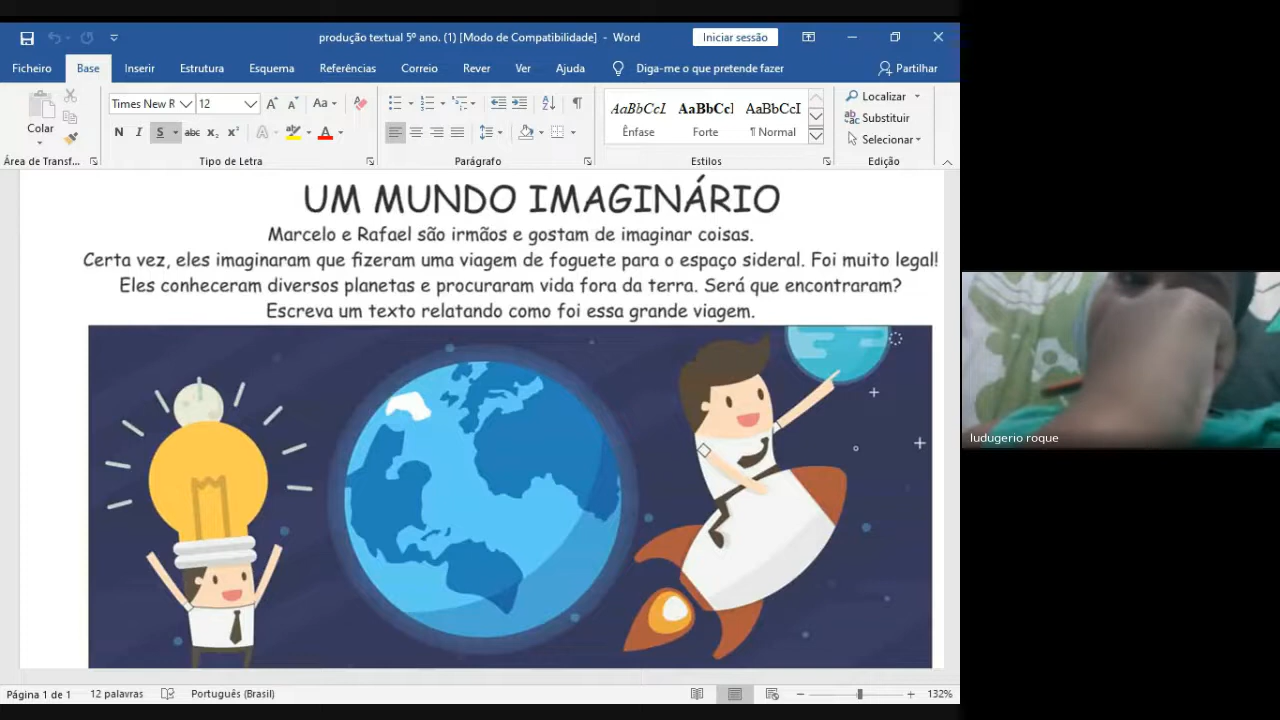 produção textual 5º ano. (1) [Modo de Compatibilidade] - Word
Iniciar sessão
Ficheiro Base Inserir Estrutura Esquema Referências Correio Rever Ver Ajuda Diga-me o que pretende fazer Partilhar
Colar
Área de Transf...
Times New R 12 Aa
N I S abc x₂ x² A A
Tipo de Letra
Parágrafo
AaBbCcI AaBbCcI AaBbCcI
Ênfase Forte ¶ Normal
Estilos
Localizar
Substituir
Selecionar
Edição
UM MUNDO IMAGINÁRIO
Marcelo e Rafael são irmãos e gostam de imaginar coisas.
Certa vez, eles imaginaram que fizeram uma viagem de foguete para o espaço sideral. Foi muito legal!
Eles conheceram diversos planetas e procuraram vida fora da terra. Será que encontraram?
Escreva um texto relatando como foi essa grande viagem.
ludugerio roque
Página 1 de 1 12 palavras Português (Brasil) 132%